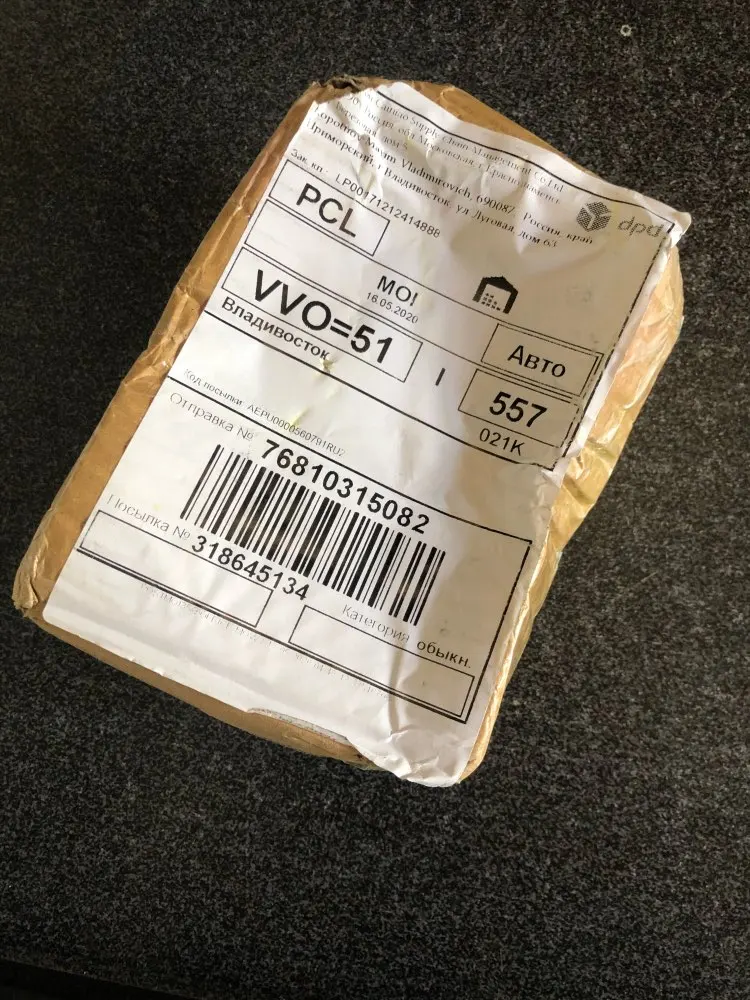 Cainiao Supply Chain Management Co Ltd
Vladimirovich, 690087, Россия, край
Приморский, г Владивосток, ул Луговая, дом 63
Зак. кл.: LP00171212414888
dpd
PCL
MO!
16.05.2020
VVO=51
Владивосток
I
Авто
557
021K
Код посылки: AEPU0000560791RU2
Отправка №
76810315082
Посылка №
318645134
Категория обыкн.